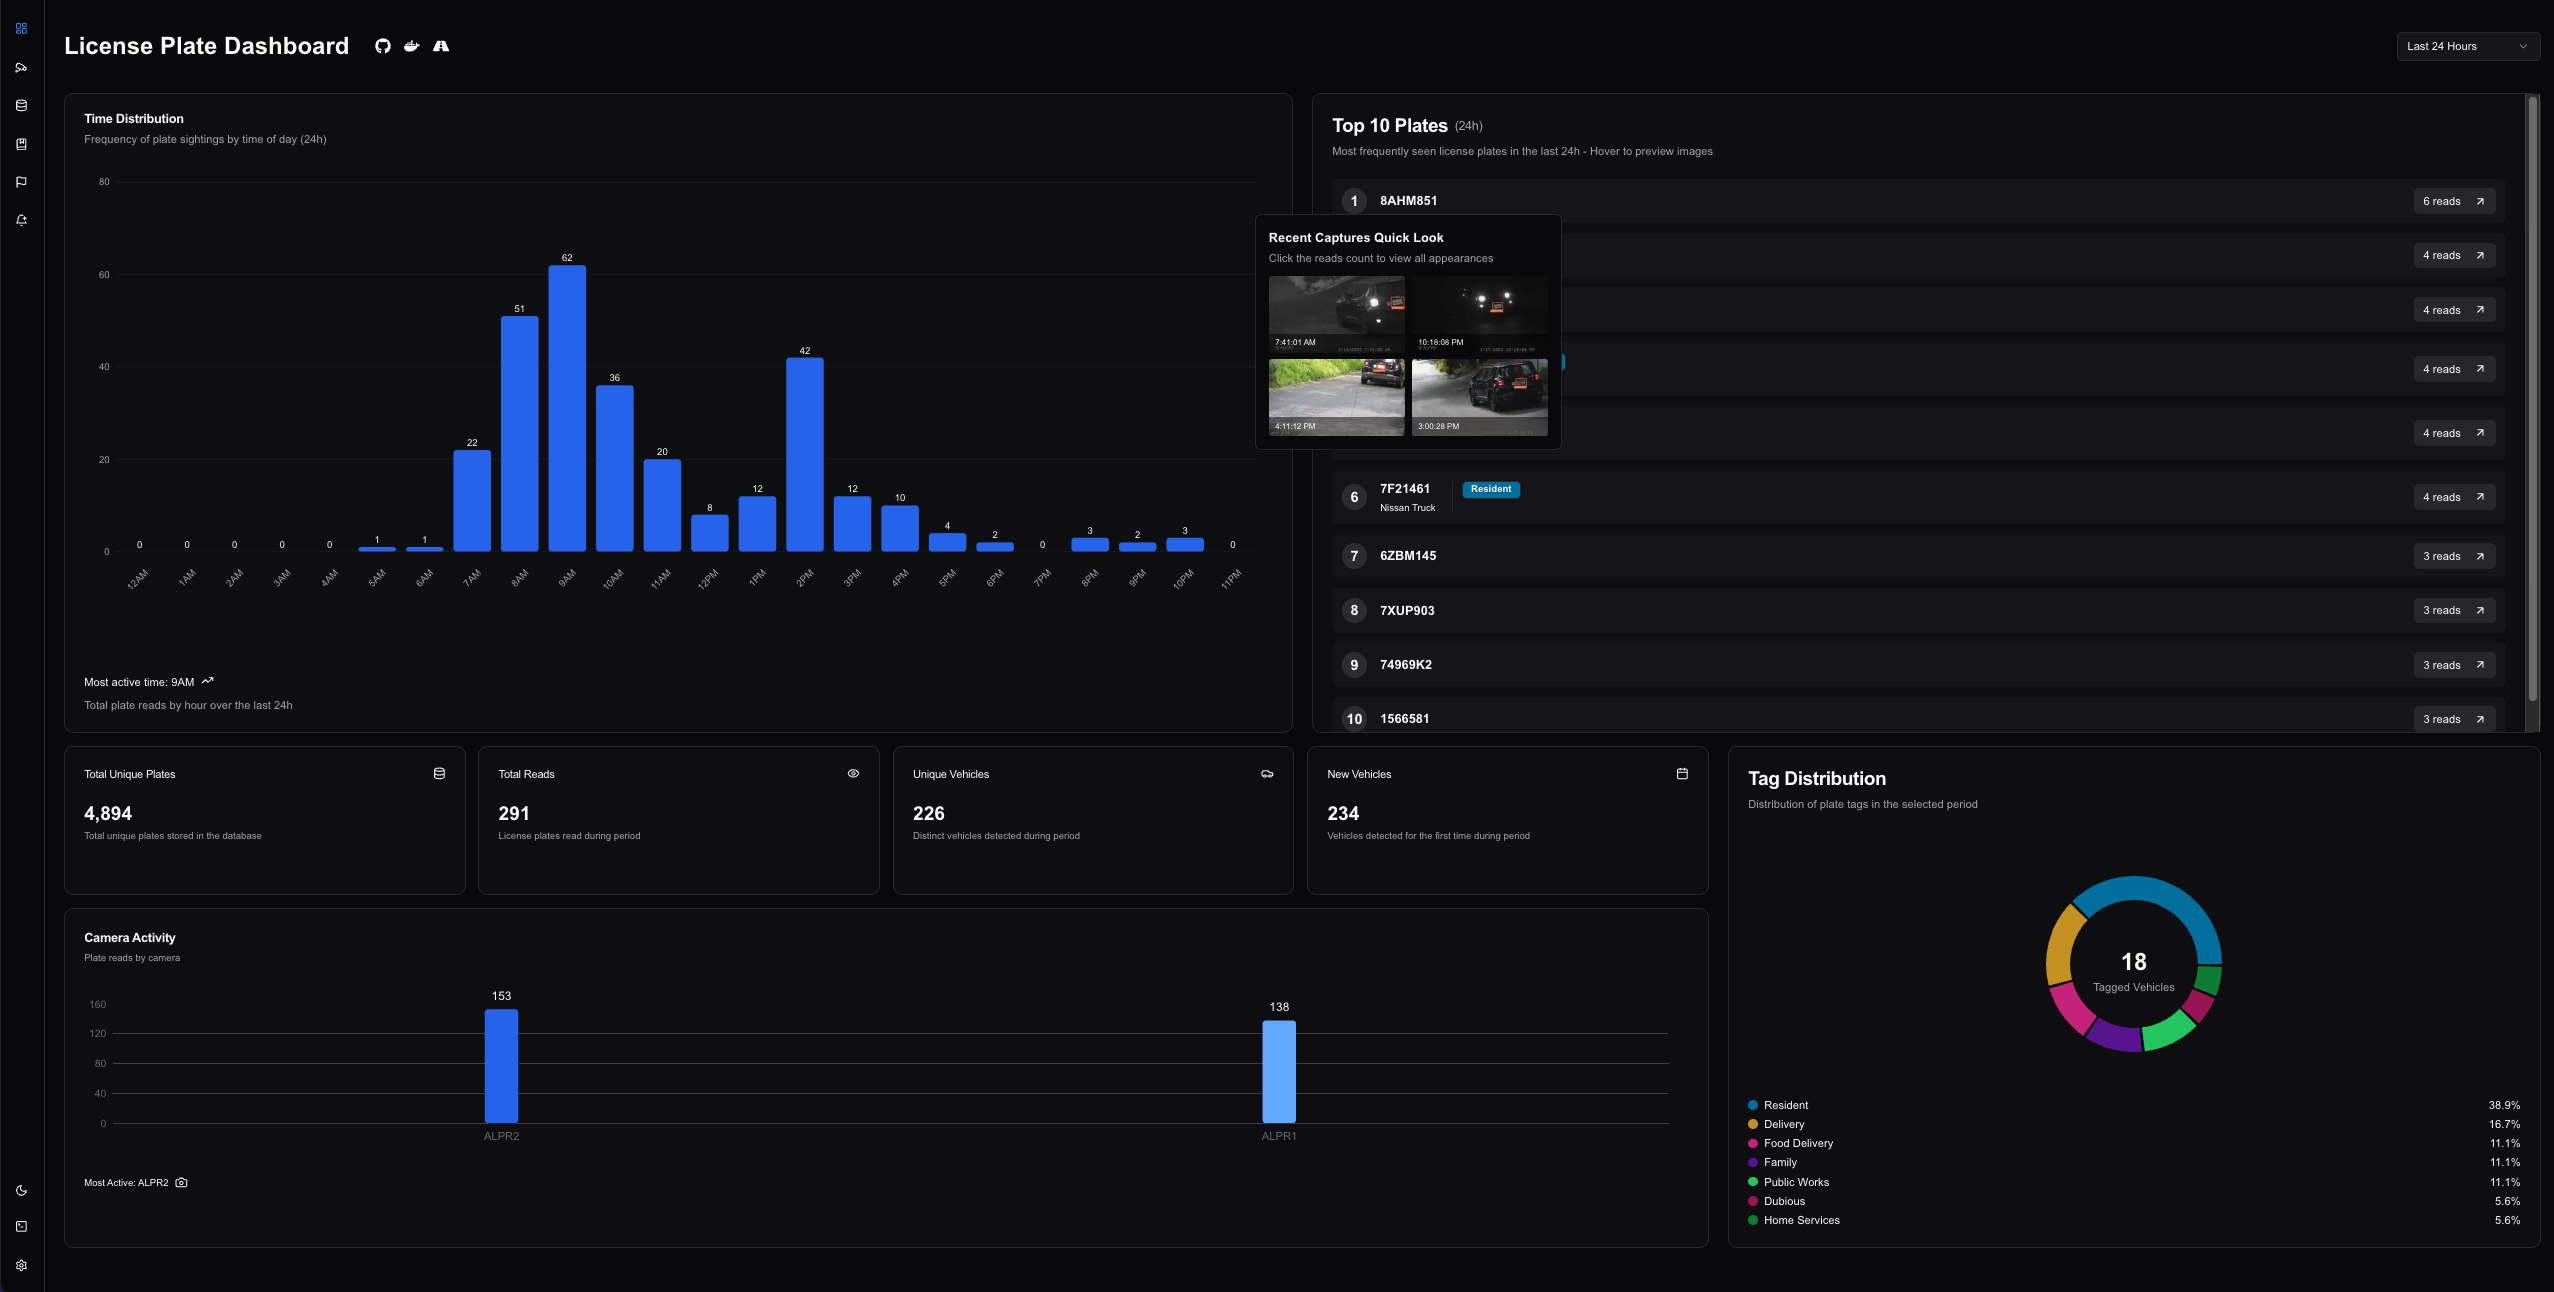 License Plate Dashboard
Last 24 Hours
Time Distribution
Frequency of plate sightings by time of day (24h)
80
60
40
20
0
0
0
0
0
0
1
1
22
51
62
36
20
8
12
42
12
10
4
2
0
3
2
3
0
12AM
1AM
2AM
3AM
4AM
5AM
6AM
7AM
8AM
9AM
10AM
11AM
12PM
1PM
2PM
3PM
4PM
5PM
6PM
7PM
8PM
9PM
10PM
11PM
Most active time: 9AM
Total plate reads by hour over the last 24h
Top 10 Plates (24h)
Most frequently seen license plates in the last 24h - Hover to preview images
1 8AHM851 6 reads
4 reads
4 reads
4 reads
4 reads
6 7F21461 Resident 4 reads
Nissan Truck
7 6ZBM145 3 reads
8 7XUP903 3 reads
9 74969K2 3 reads
10 1566581 3 reads
Recent Captures Quick Look
Click the reads count to view all appearances
7:41:01 AM
10:18:08 PM
4:11:12 PM
3:00:28 PM
Total Unique Plates
4,894
Total unique plates stored in the database
Total Reads
291
License plates read during period
Unique Vehicles
226
Distinct vehicles detected during period
New Vehicles
234
Vehicles detected for the first time during period
Camera Activity
Plate reads by camera
160
120
80
40
0
153
138
ALPR2
ALPR1
Most Active: ALPR2
Tag Distribution
Distribution of plate tags in the selected period
18
Tagged Vehicles
Resident 38.9%
Delivery 16.7%
Food Delivery 11.1%
Family 11.1%
Public Works 11.1%
Dubious 5.6%
Home Services 5.6%